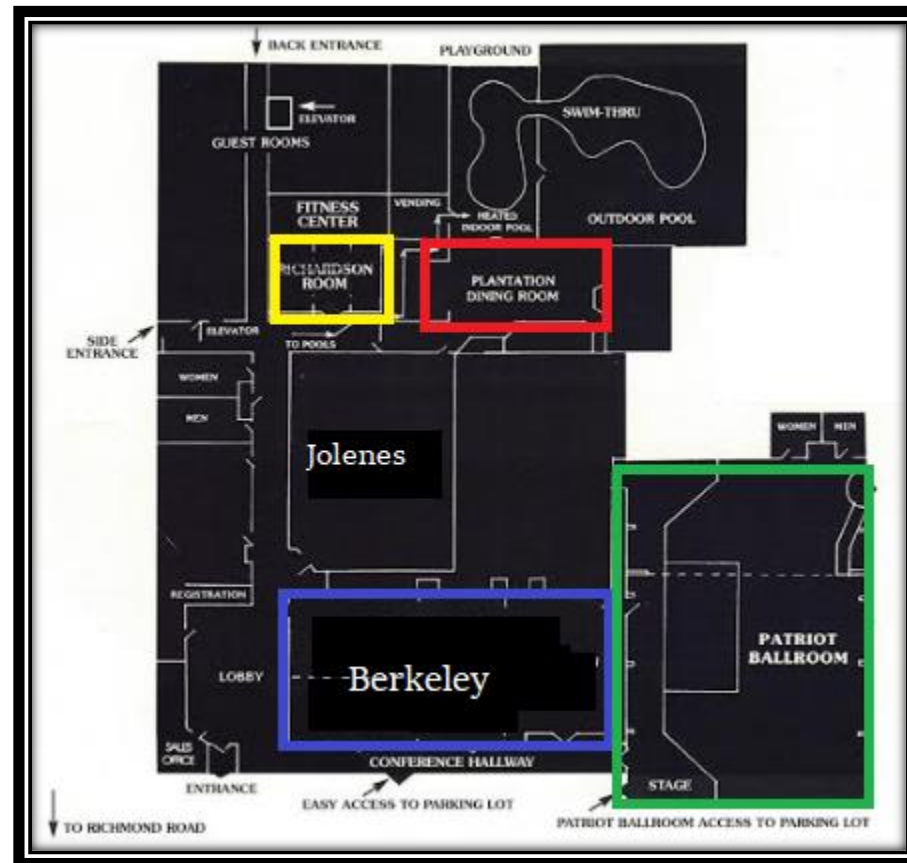 BACK ENTRANCE
PLAYGROUND
ELEVATOR
SWIM-THRU
GUEST ROOMS
FITNESS
CENTER
VENDING
HEATED
INDOOR POOL
OUTDOOR POOL
RICHARDSON
ROOM
PLANTATION
DINING ROOM
SIDE
ENTRANCE
ELEVATOR
TO POOLS
WOMEN
MEN
Jolenes
WOMEN
MEN
REGISTRATION
PATRIOT
BALLROOM
LOBBY
Berkeley
SALES
OFFICE
CONFERENCE HALLWAY
STAGE
ENTRANCE
EASY ACCESS TO PARKING LOT
PATRIOT BALLROOM ACCESS TO PARKING LOT
TO RICHMOND ROAD